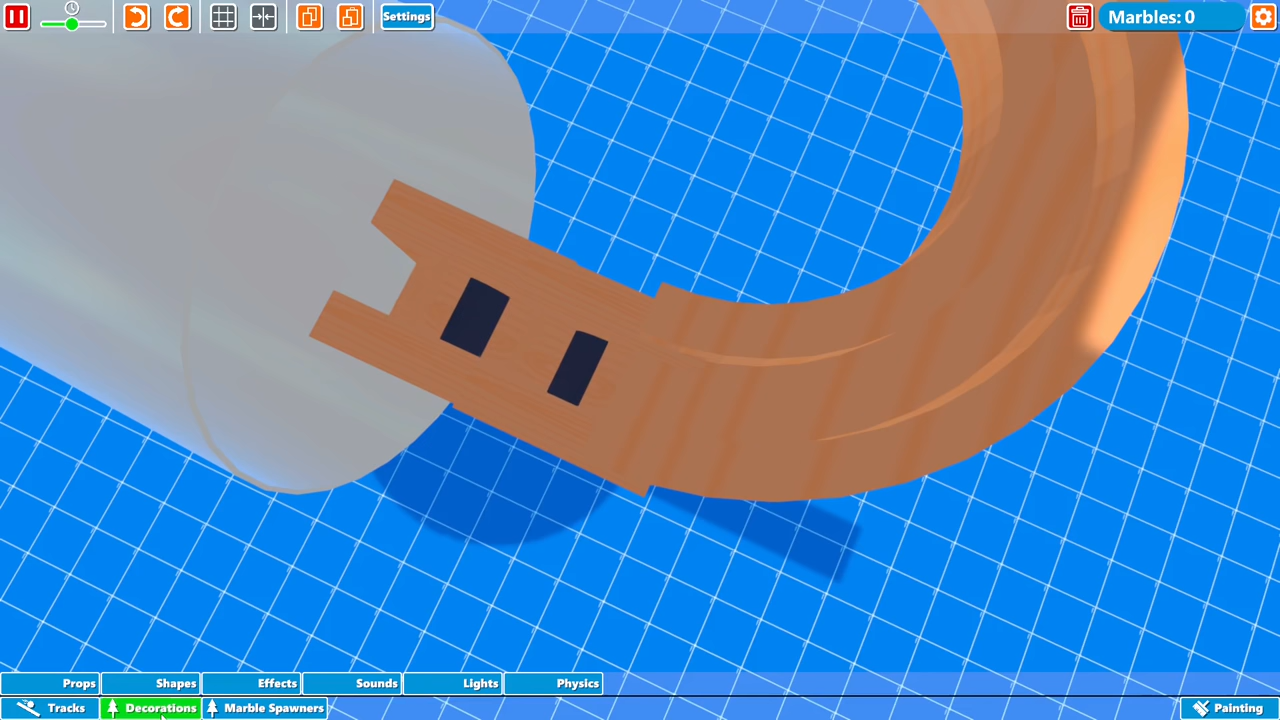 Settings
Marbles: 0
Props
Shapes
Effects
Sounds
Lights
Physics
Tracks
Decorations
Marble Spawners
Painting